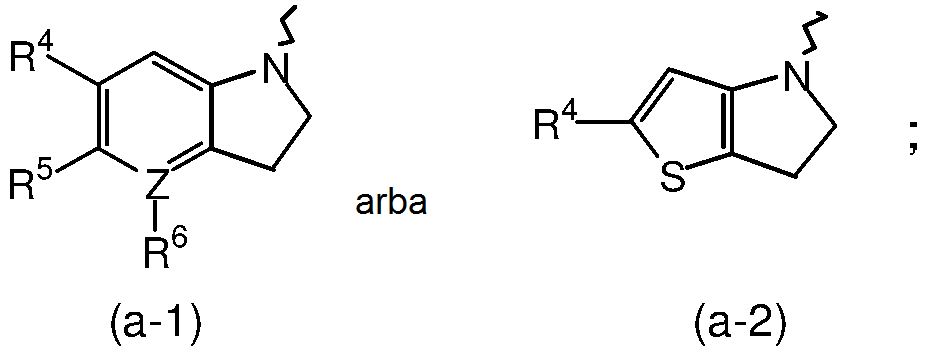 R⁴ N R⁴ N
R⁵ Z S ;
R⁶ arba
(a-1) (a-2)